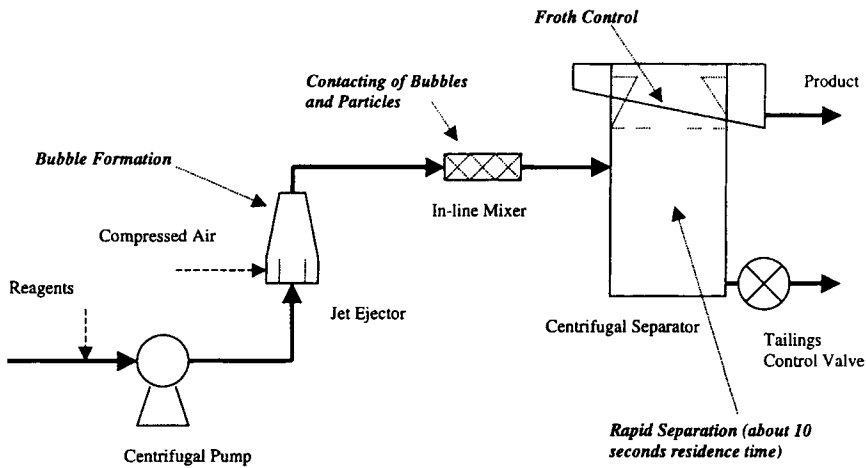 Froth Control
Contacting of Bubbles
and Particles
Product
Bubble Formation
In-line Mixer
Compressed Air
Reagents
Jet Ejector
Centrifugal Separator
Tailings
Control Valve
Centrifugal Pump
Rapid Separation (about 10
seconds residence time)